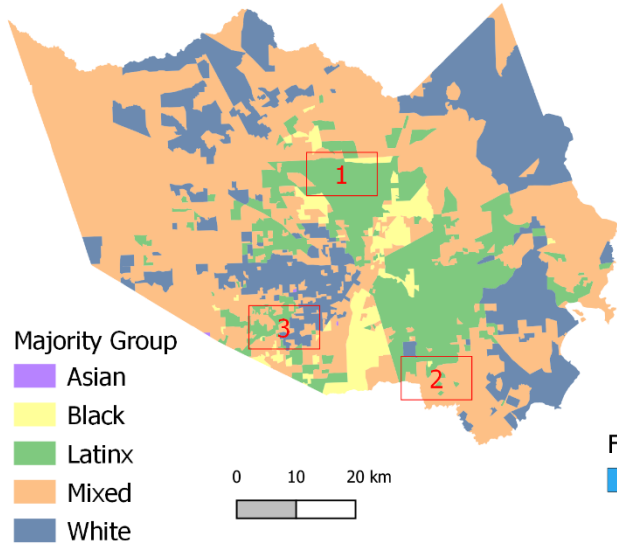 1
3
2
Majority Group
Asian
Black
Latinx
Mixed
White
0 10 20 km
F